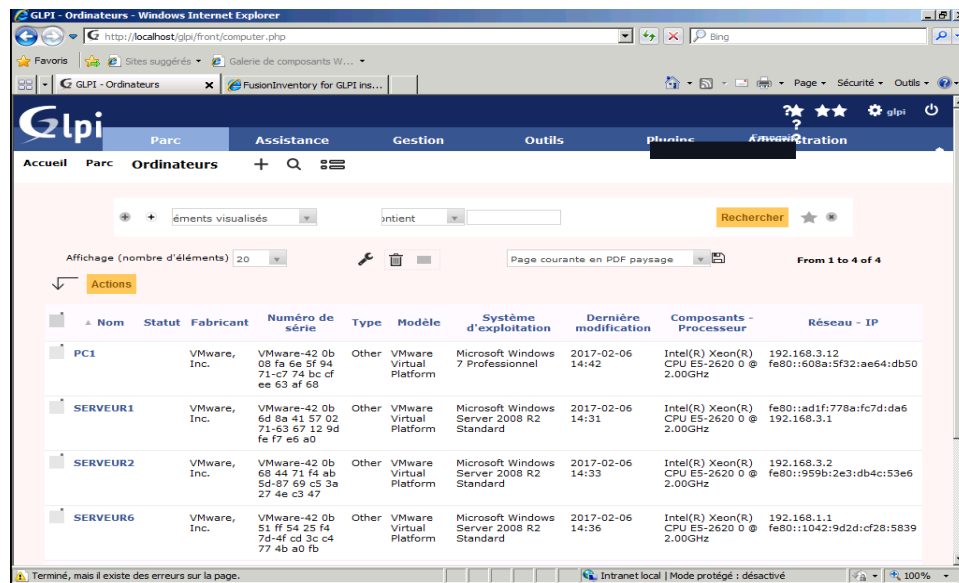 GLPI - Ordinateurs - Windows Internet Explorer
http://localhost/glpi/front/computer.php
Bing
Favoris Sites suggérés Galerie de composants W...
GLPI - Ordinateurs X FusionInventory for GLPI ins... Page Sécurité Outils
Glpi glpi
Parc Assistance Gestion Outils Plugins Administration
Accueil Parc Ordinateurs
éments visualisés ontient Rechercher
Affichage (nombre d'éléments) 20 Page courante en PDF paysage From 1 to 4 of 4
Actions
Nom Statut Fabricant Numéro de série Type Modèle Système d'exploitation Dernière modification Composants - Processeur Réseau - IP
PC1 VMware, VMware-42 0b Other VMware Microsoft Windows 2017-02-06 Intel(R) Xeon(R) 192.168.3.12
Inc. 08 fa 6e 5f 94 Virtual 7 Professionnel 14:42 CPU E5-2620 0 @ fe80::608a:5f32:ae64:db50
71-c7 74 bc cf Platform 2.00GHz
ee 63 af 68
SERVEUR1 VMware, VMware-42 0b Other VMware Microsoft Windows 2017-02-06 Intel(R) Xeon(R) fe80::ad1f:778a:fc7d:da6
Inc. 6d 8a 41 57 02 Virtual Server 2008 R2 14:31 CPU E5-2620 0 @ 192.168.3.1
71-63 67 12 9d Platform Standard 2.00GHz
fe f7 e6 a0
SERVEUR2 VMware, VMware-42 0b Other VMware Microsoft Windows 2017-02-06 Intel(R) Xeon(R) 192.168.3.2
Inc. 68 44 71 f4 ab Virtual Server 2008 R2 14:33 CPU E5-2620 0 @ fe80::959b:2e3:db4c:53e6
5d-87 69 c5 3a Platform Standard 2.00GHz
27 4e c3 47
SERVEUR6 VMware, VMware-42 0b Other VMware Microsoft Windows 2017-02-06 Intel(R) Xeon(R) 192.168.1.1
Inc. 51 ff 54 25 f4 Virtual Server 2008 R2 14:36 CPU E5-2620 0 @ fe80::1042:9d2d:cf28:5839
7d-4f cd 3c c4 Platform Standard 2.00GHz
77 4b a0 fb
Terminé, mais il existe des erreurs sur la page. Intranet local | Mode protégé : désactivé 100%